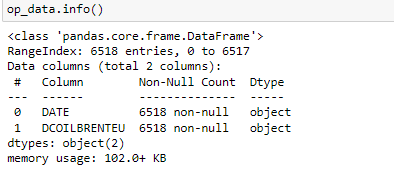 op_data.info()
<class 'pandas.core.frame.DataFrame'>
RangeIndex: 6518 entries, 0 to 6517
Data columns (total 2 columns):
 #   Column        Non-Null Count  Dtype
---  ------        --------------  -----
 0   DATE          6518 non-null   object
 1   DCOILBRENTEU  6518 non-null   object
dtypes: object(2)
memory usage: 102.0+ KB